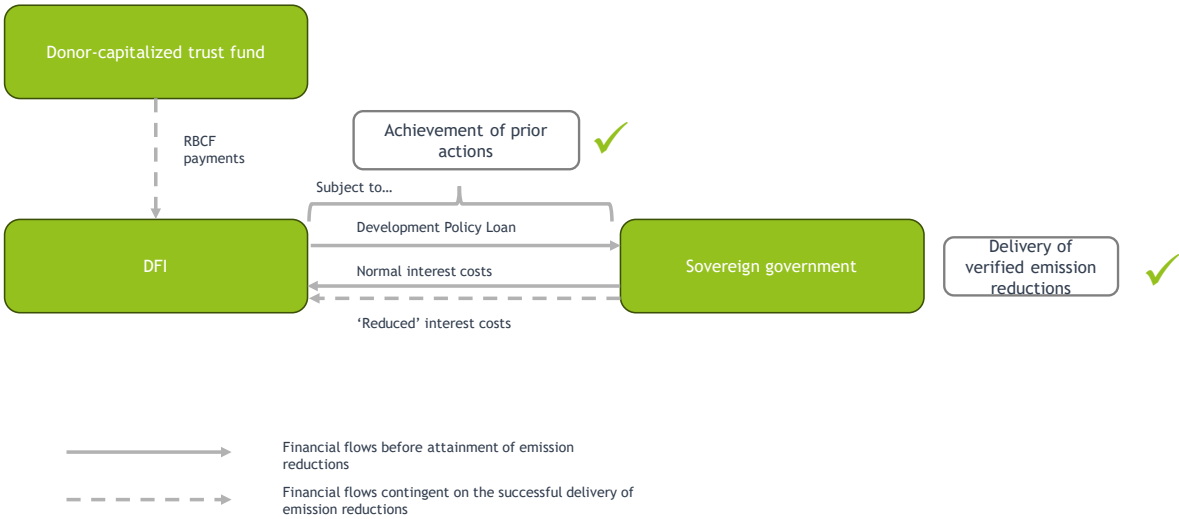 Donor-capitalized trust fund
RBCF
payments
Achievement of prior
actions
Subject to…
Development Policy Loan
DFI
Normal interest costs
Sovereign government
Delivery of
verified emission
reductions
‘Reduced’ interest costs
Financial flows before attainment of emission
reductions
Financial flows contingent on the successful delivery of
emission reductions